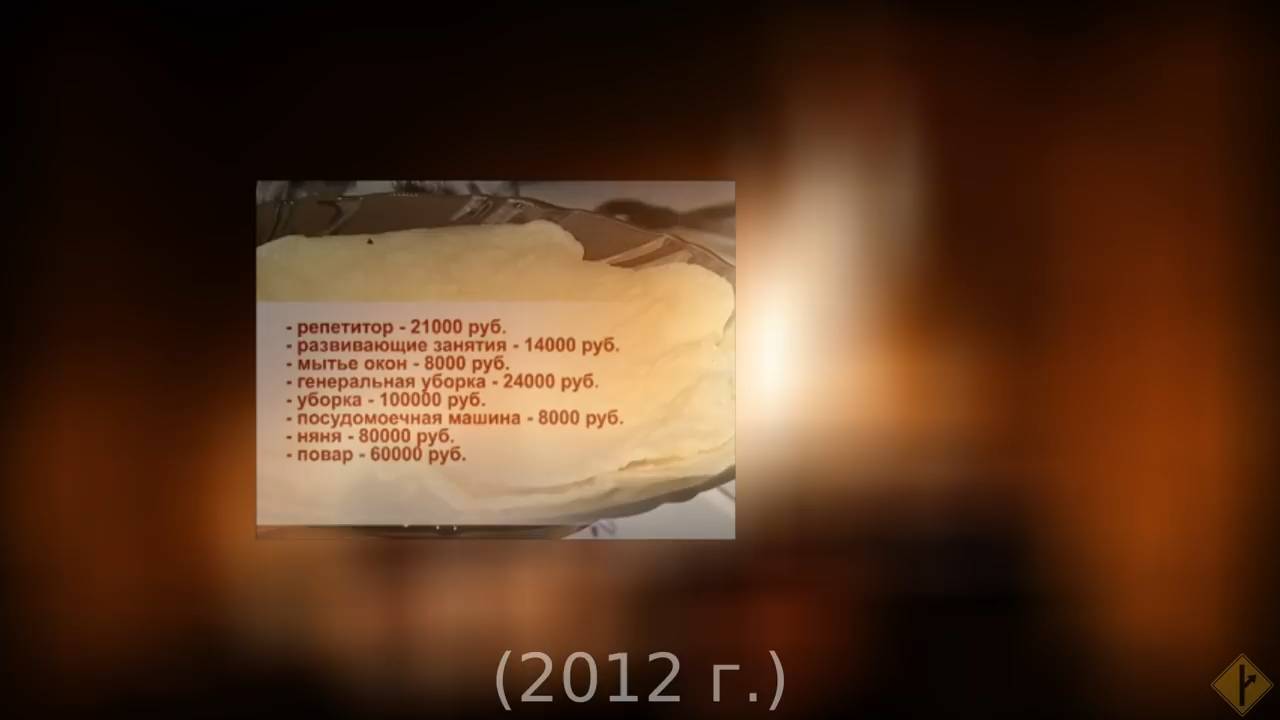 - репетитор - 21000 руб.
- развивающие занятия - 14000 руб.
- мытье окон - 8000 руб.
- генеральная уборка - 24000 руб.
- уборка - 100000 руб.
- посудомоечная машина - 8000 руб.
- няня - 80000 руб.
- повар - 60000 руб.
(2012 г.)